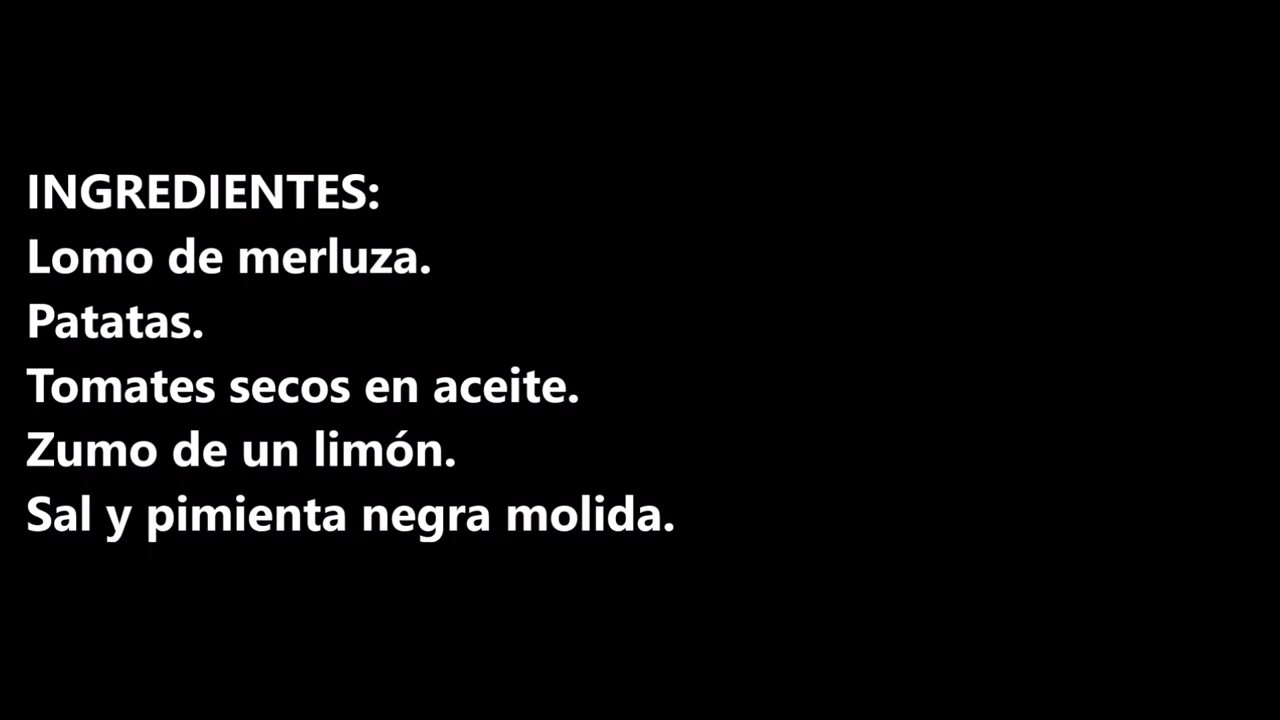 INGREDIENTES:
Lomo de merluza.
Patatas.
Tomates secos en aceite.
Zumo de un limón.
Sal y pimienta negra molida.